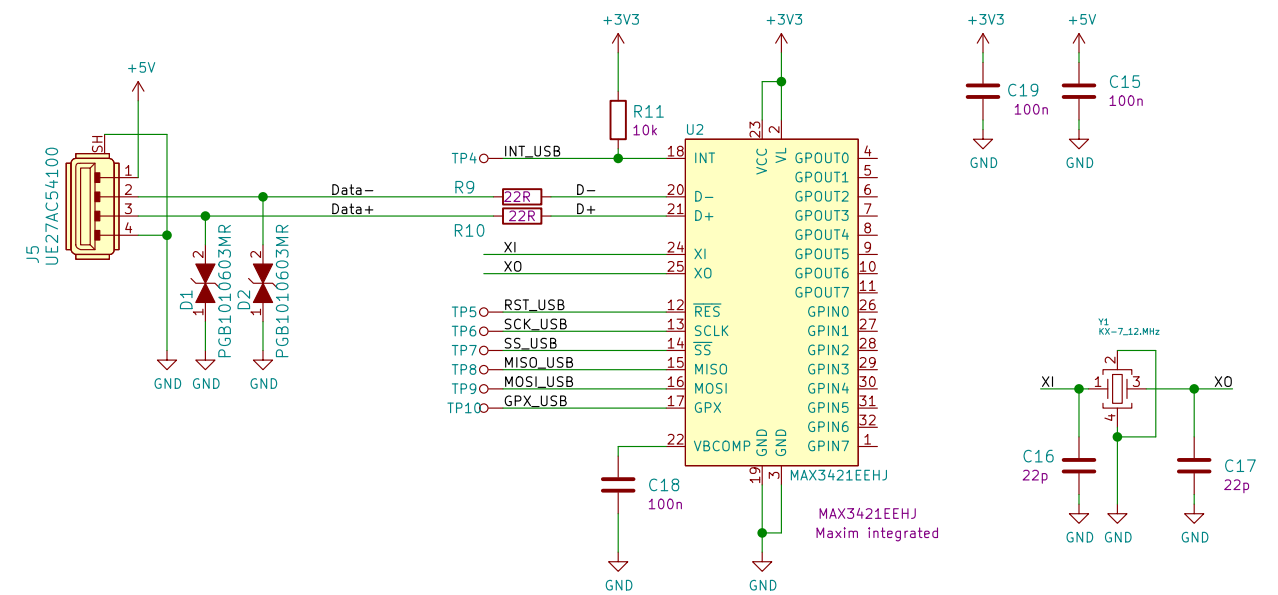 +3V3
+3V3
+3V3
+5V
+5V
C19
100n
C15
100n
GND
GND
R11
10k
U2
23
2
VCC
VL
SH
1
2
3
4
J5
UE27AC54100
Data-
Data+
R9
22R
D-
R10
22R
D+
TP4
INT_USB
18
INT
20
D-
21
D+
XI
24
XI
XO
25
XO
TP5
RST_USB
12
RES
TP6
SCK_USB
13
SCLK
TP7
SS_USB
14
SS
TP8
MISO_USB
15
MISO
TP9
MOSI_USB
16
MOSI
TP10
GPX_USB
17
GPX
22
VBCOMP
GPOUT0
4
GPOUT1
5
GPOUT2
6
GPOUT3
7
GPOUT4
8
GPOUT5
9
GPOUT6
10
GPOUT7
11
GPIN0
26
GPIN1
27
GPIN2
28
GPIN3
29
GPIN4
30
GPIN5
31
GPIN6
32
GPIN7
1
GND
GND
19
3
MAX3421EEHJ
MAX3421EEHJ
Maxim integrated
2
D1
1
PGB1010603MR
2
D2
1
PGB1010603MR
GND
GND
GND
C18
100n
GND
GND
Y1
KX-7_12.MHz
XI
1
2
3
4
XO
C16
22p
C17
22p
GND
GND
GND